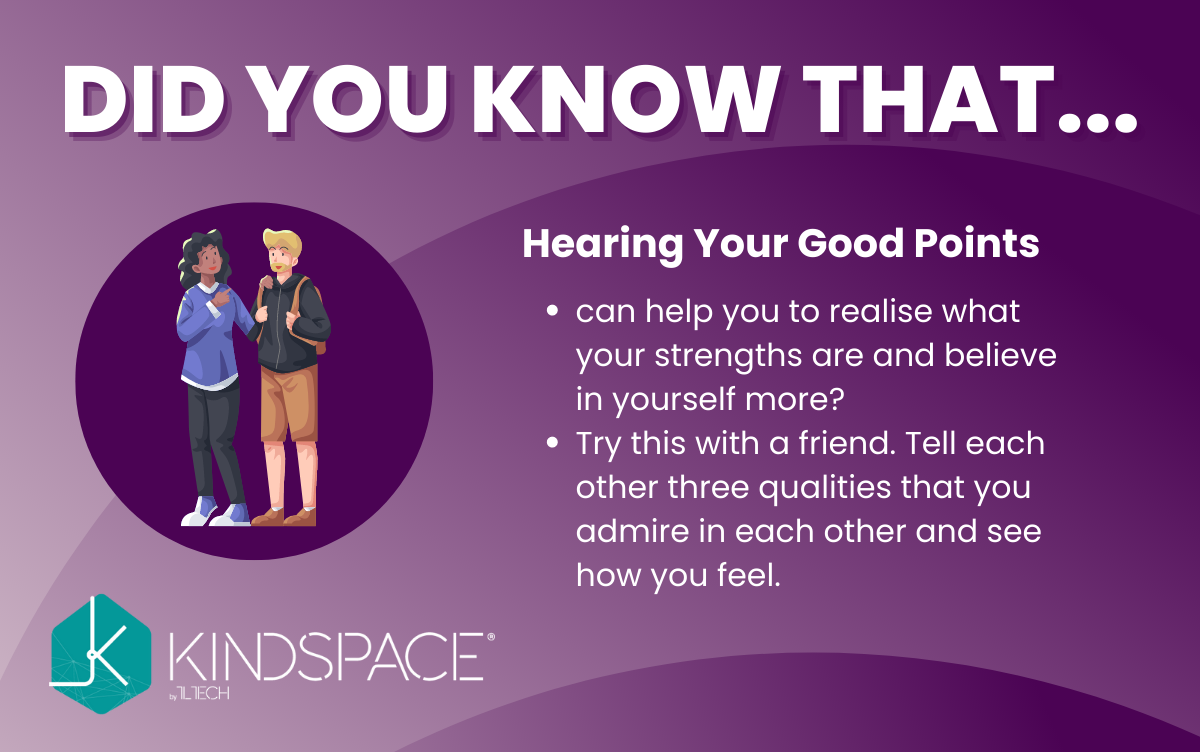 DID YOU KNOW THAT...
Hearing Your Good Points
• can help you to realise what
your strengths are and believe
in yourself more?
• Try this with a friend. Tell each
other three qualities that you
admire in each other and see
how you feel.
KINDSPACE®
by TLTECH